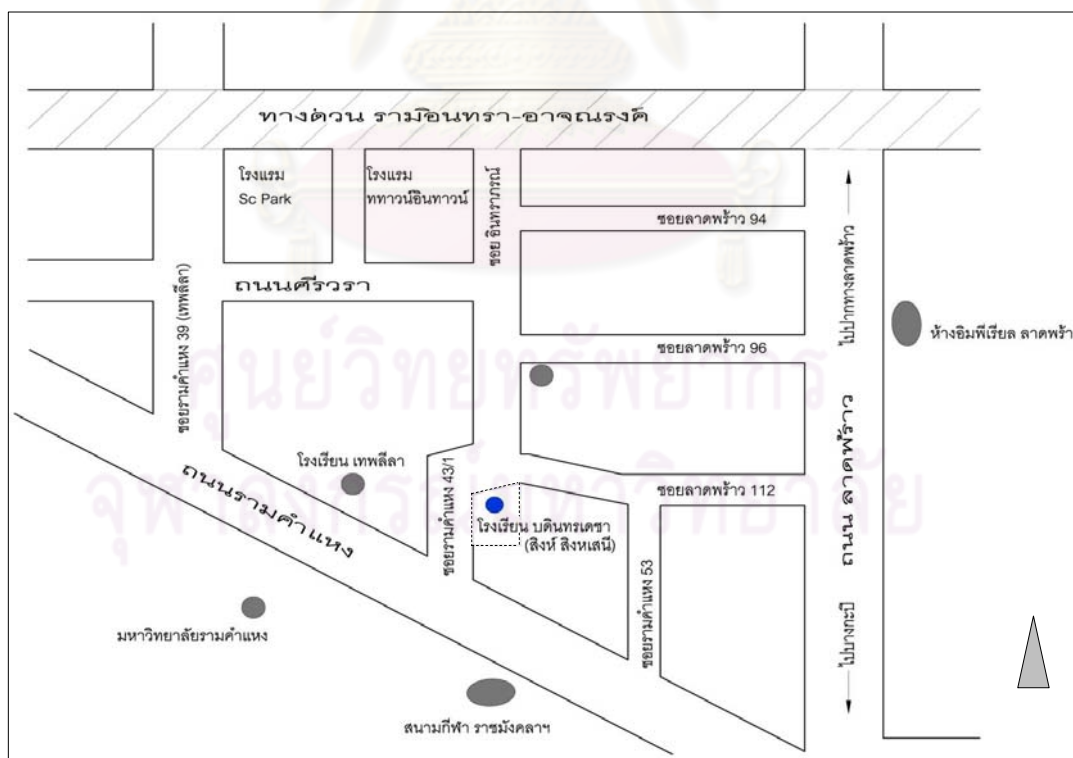 ทางด่วน รามอินทรา-อาจณรงค์
โรงแรม
Sc Park
โรงแรม
ททาวน์อินทาวน์
ซอย อินทราภรณ์
ซอยลาดพร้าว 94
ไปปากทางลาดพร้าว
ถนนศรีวรา
ซอยรามคำแหง 39 (เทพลีลา)
ห้างอิมพีเรียล ลาดพร้า
ซอยลาดพร้าว 96
ศูนย์วิทยทรัพยากร
จุฬาลงกรณ์มหาวิทยาลัย
โรงเรียน เทพลีลา
ถนนรามคำแหง
ซอยรามคำแหง 43/1
ซอยลาดพร้าว 112
ถนน ลาดพร้าว
โรงเรียน บดินทรเดชา
(สิงห์ สิงหเสนี)
ซอยรามคำแหง 53
ไปบางกะปิ
มหาวิทยาลัยรามคำแหง
สนามกีฬา ราชมังคลาฯ